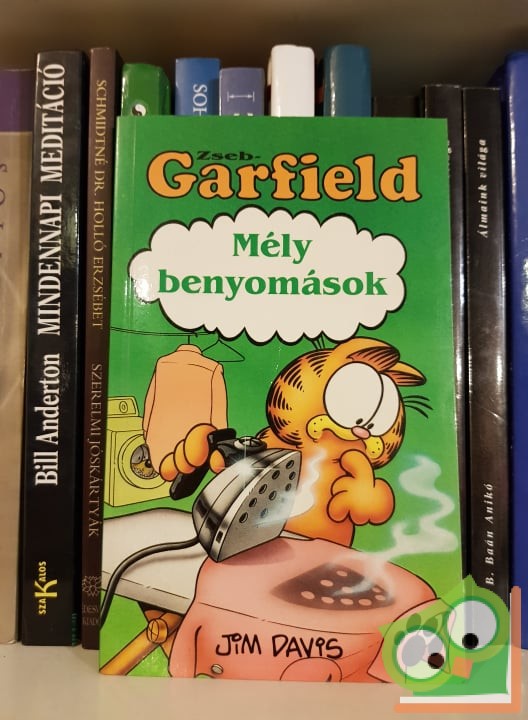 Zseb-
Garfield
Mély
benyomások
JIM DAVIS
Bill Anderton MINDENNAPI MEDITÁCIÓ
SZAKALOS
SCHMIDTNÉ DR. HOLLÓ ERZSÉBET SZERELMI JÓSKÁRTYÁK
Álmaink világa
B. Baán Anikó